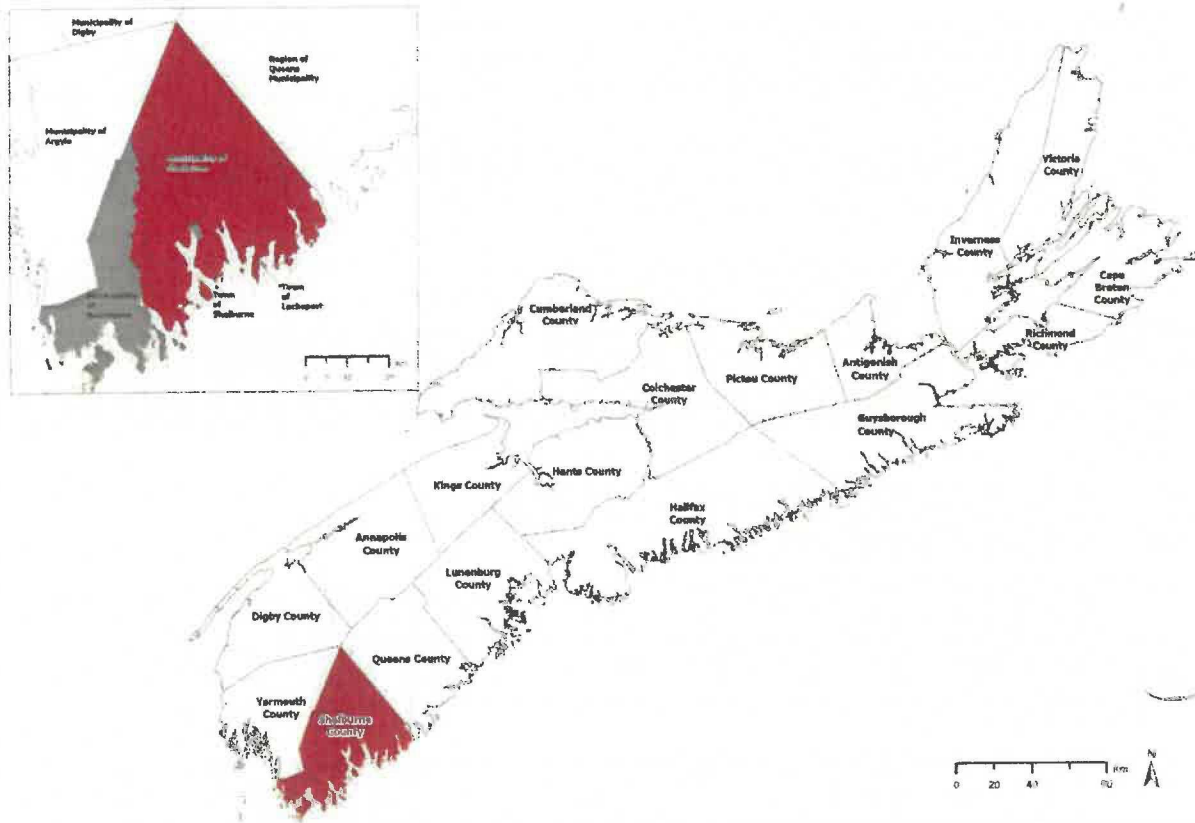 Municipality of
Digby
Region of
Queens
Municipality
Municipality of
Argyle
Municipality of
Town
of
Shelburne
Town
of
Lockeport
Victoria
County
Inverness
County
Cape
Breton
County
Richmond
County
Cumberland
County
Antigonish
County
Pictou County
Colchester
County
Guysborough
County
Hants County
Kings County
Halifax
County
Annapolis
County
Lunenburg
County
Digby County
Queens County
Yarmouth
County
Shelburne
County
N
0 20 40 80 Km